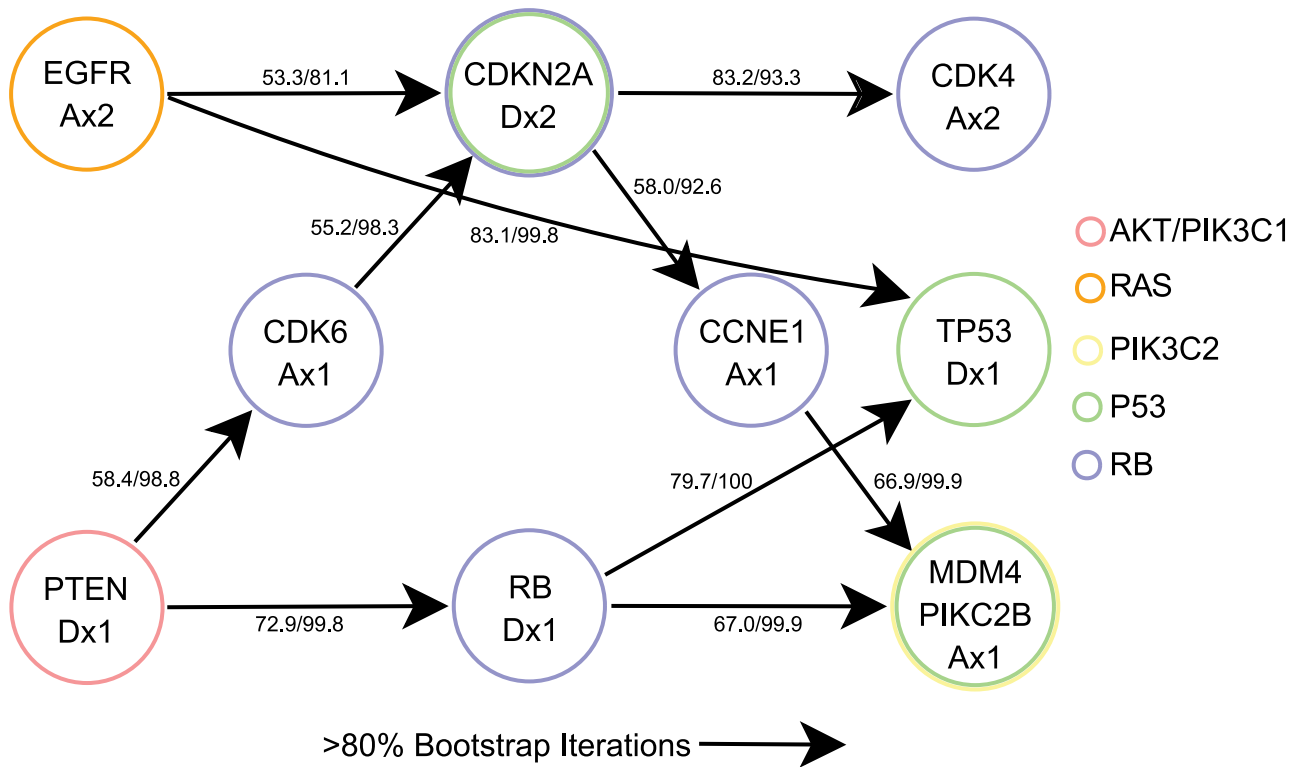 EGFR
Ax2
53.3/81.1
CDKN2A
Dx2
83.2/93.3
CDK4
Ax2
58.0/92.6
55.2/98.3
83.1/99.8
CDK6
Ax1
CCNE1
Ax1
TP53
Dx1
58.4/98.8
79.7/100
66.9/99.9
PTEN
Dx1
72.9/99.8
RB
Dx1
67.0/99.9
MDM4
PIKC2B
Ax1
AKT/PIK3C1
RAS
PIK3C2
P53
RB
>80% Bootstrap Iterations